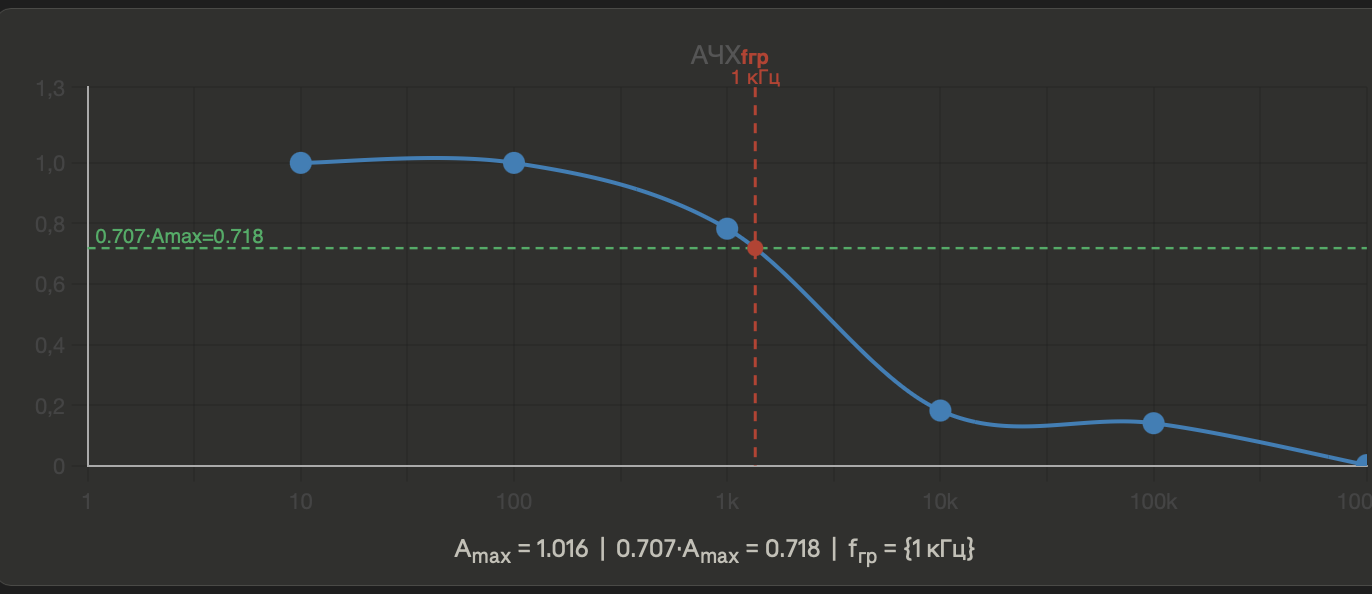 АЧХfгр
1 кГц
1,3
1,0
0,8
0.707·Amax=0.718
0,6
0,4
0,2
0
1 10 100 1k 10k 100k 100
Amax = 1.016 | 0.707·Amax = 0.718 | fгр = {1 кГц}